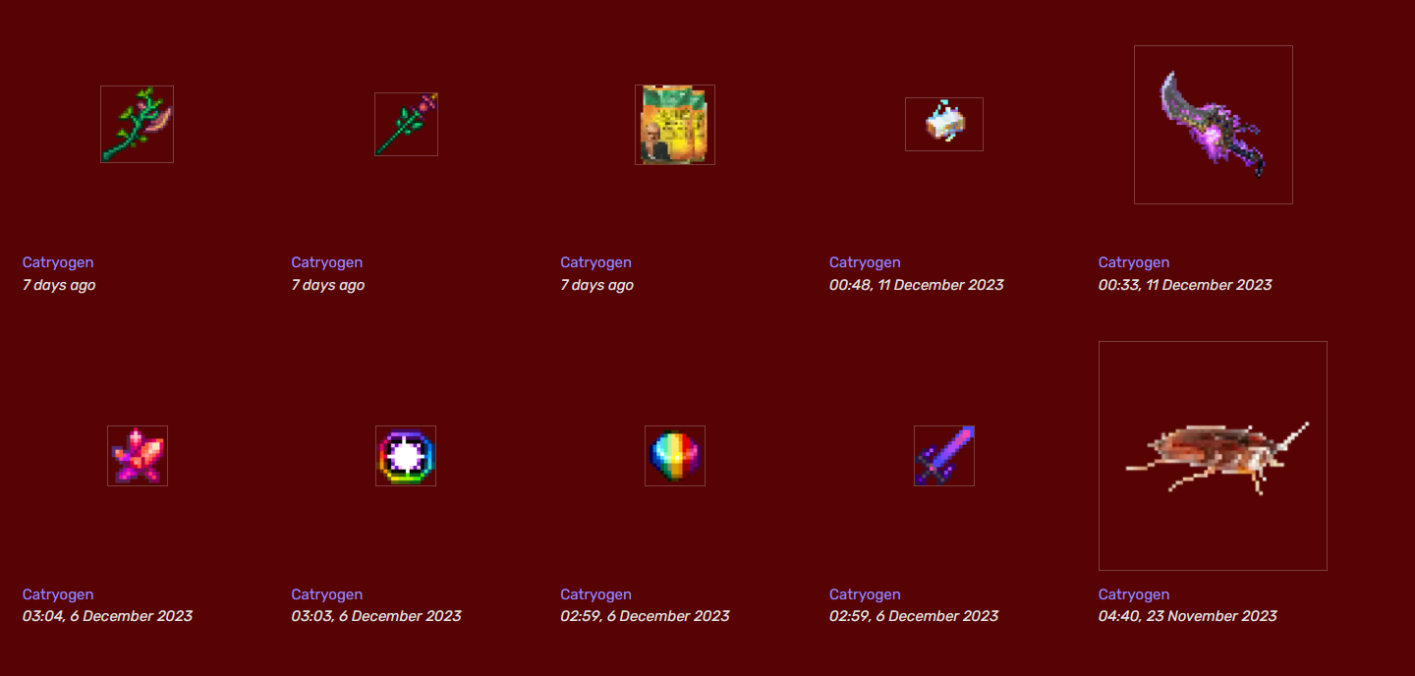 Catryogen
7 days ago
Catryogen
7 days ago
Catryogen
7 days ago
Catryogen
00:48, 11 December 2023
Catryogen
00:33, 11 December 2023
Catryogen
03:04, 6 December 2023
Catryogen
03:03, 6 December 2023
Catryogen
02:59, 6 December 2023
Catryogen
02:59, 6 December 2023
Catryogen
04:40, 23 November 2023